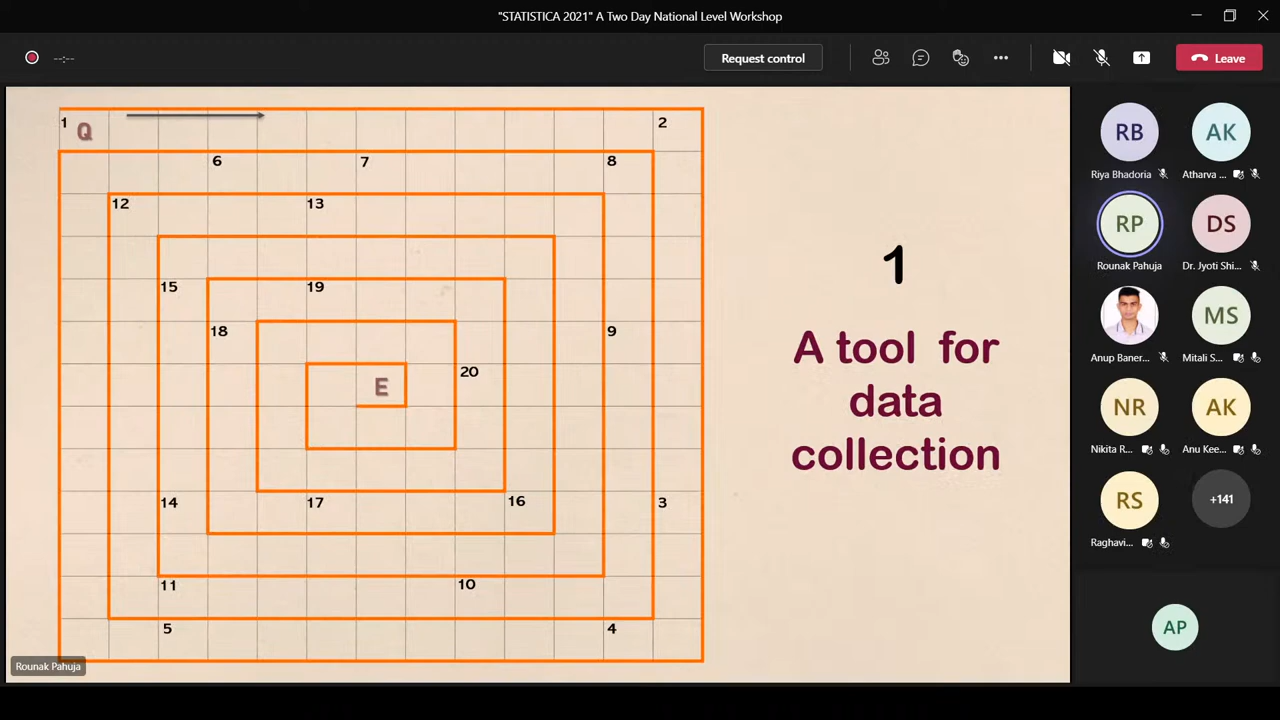 "STATISTICA 2021" A Two Day National Level Workshop
--:--
Request control
Leave
1
Q
2
6
7
8
12
13
15
19
18
9
20
E
14
17
16
3
11
10
5
4
1
A tool for
data
collection
Rounak Pahuja
RB
AK
Riya Bhadoria
Atharva ...
RP
DS
Rounak Pahuja
Dr. Jyoti Shi...
MS
Anup Baner...
Mitali S...
NR
AK
Nikita R...
Anu Kee...
RS
+141
Raghavi...
AP